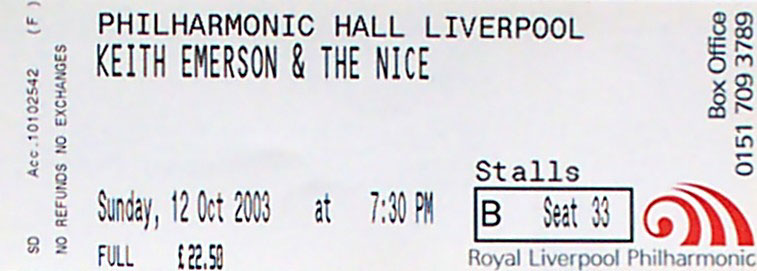 PHILHARMONIC HALL LIVERPOOL
KEITH EMERSON & THE NICE
Stalls
B Seat 33
Sunday, 12 Oct 2003 at 7:30 PM
FULL £22.50
Royal Liverpool Philharmonic
Box Office
0151 709 3789
SD Acc.10102542 (F)
NO REFUNDS NO EXCHANGES